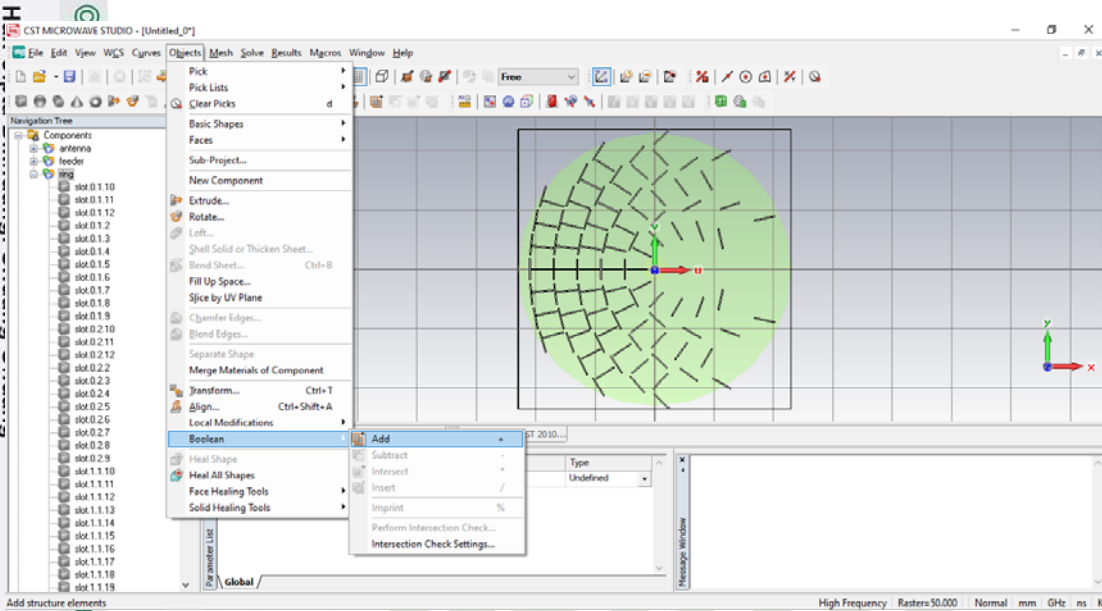 CST MICROWAVE STUDIO - [Untitled_0*]
File Edit View WCS Curves Objects Mesh Solve Results Macros Window Help
Free
Navigation Tree
Components
antenna
feeder
ring
slot.0.1.10
slot.0.1.11
slot.0.1.12
slot.0.1.2
slot.0.1.3
slot.0.1.4
slot.0.1.5
slot.0.1.6
slot.0.1.7
slot.0.1.8
slot.0.1.9
slot.0.2.10
slot.0.2.11
slot.0.2.12
slot.0.2.2
slot.0.2.3
slot.0.2.4
slot.0.2.5
slot.0.2.6
slot.0.2.7
slot.0.2.8
slot.0.2.9
slot.1.1.10
slot.1.1.11
slot.1.1.12
slot.1.1.13
slot.1.1.14
slot.1.1.15
slot.1.1.16
slot.1.1.17
slot.1.1.18
slot.1.1.19
Pick
Pick Lists
Clear Picks d
Basic Shapes
Faces
Sub-Project...
New Component
Extrude...
Rotate...
Loft...
Shell Solid or Thicken Sheet...
Bend Sheet... Ctrl+B
Fill Up Space...
Slice by UV Plane
Chamfer Edges...
Blend Edges...
Separate Shape
Merge Materials of Component
Transform... Ctrl+T
Align... Ctrl+Shift+A
Local Modifications
Boolean
Heal Shape
Heal All Shapes
Face Healing Tools
Solid Healing Tools
Add +
Subtract -
Intersect *
Insert /
Imprint %
Perform Intersection Check...
Intersection Check Settings...
v
u
y
x
ST 2010...
Type
Undefined
Parameter List
Global
Message Window
Add structure elements
High Frequency Raster=50.000 Normal mm GHz ns K